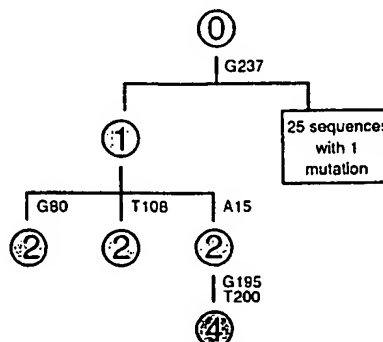 0
G237
1
25 sequences
with 1
mutation
G80
T108
A15
2
2
2
G195
T200
4